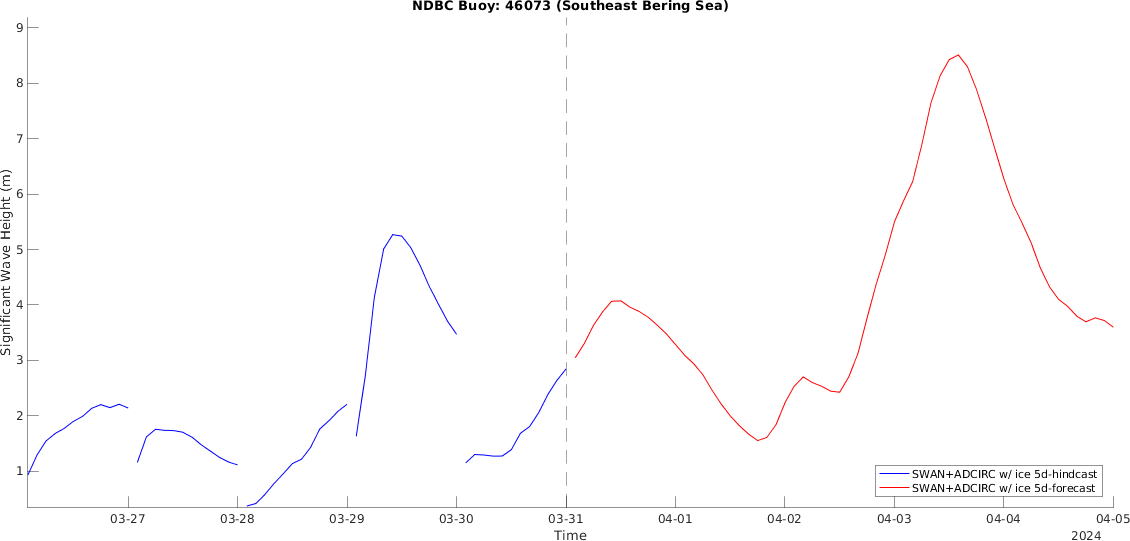 NDBC Buoy: 46073 (Southeast Bering Sea)
9
8
7
6
5
4
3
2
1
Significant Wave Height (m)
SWAN+ADCIRC w/ ice 5d-hindcast
SWAN+ADCIRC w/ ice 5d-forecast
03-27 03-28 03-29 03-30 03-31 04-01 04-02 04-03 04-04 04-05
Time
2024